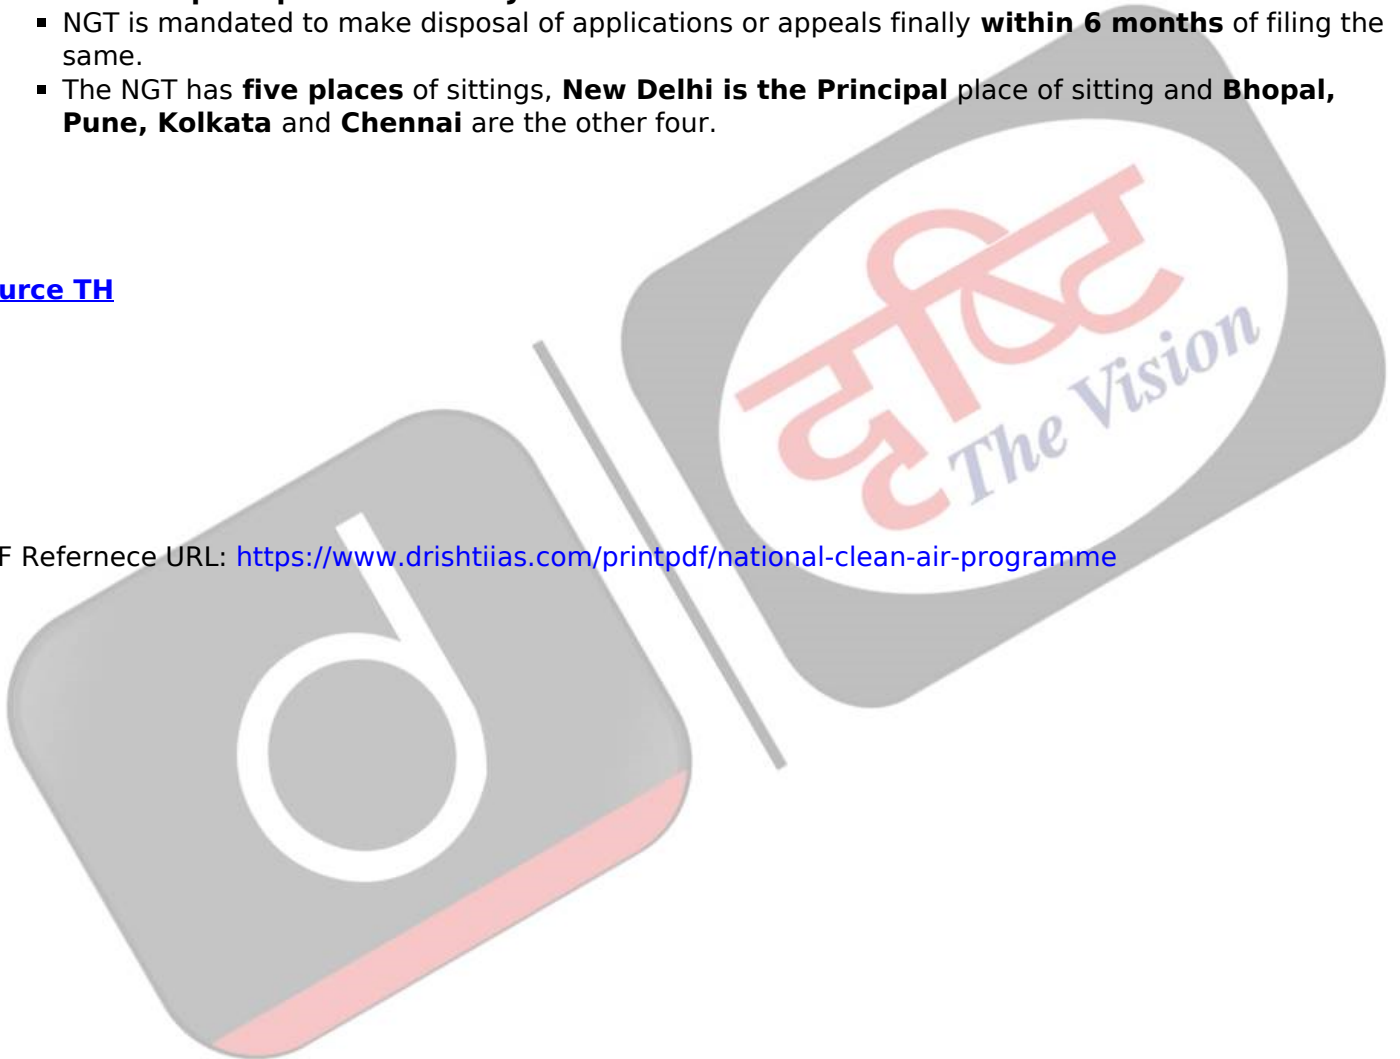 NGT is mandated to make disposal of applications or appeals finally within 6 months of filing the
same.
The NGT has five places of sittings, New Delhi is the Principal place of sitting and Bhopal,
Pune, Kolkata and Chennai are the other four.
urce TH
F Refernece URL: https://www.drishtiias.com/printpdf/national-clean-air-programme
दृष्टि
The Vision
d